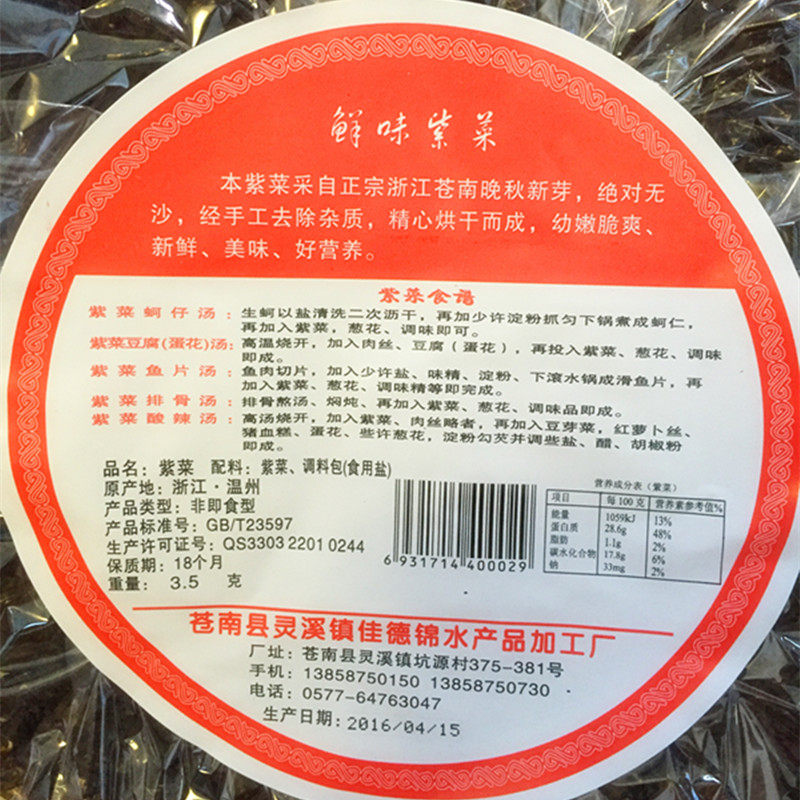 鲜味紫菜
本紫菜采自正宗浙江苍南晚秋新芽，绝对无
沙，经手工去除杂质，精心烘干而成，幼嫩脆爽、
新鲜、美味、好营养。
紫菜食谱
紫菜蚵仔汤：生蚵以盐清洗二次沥干，再加少许淀粉抓匀下锅煮成蚵仁，
再加入紫菜，葱花、调味即可。
紫菜豆腐(蛋花)汤：高温烧开，加入肉丝、豆腐（蛋花），再投入紫菜、葱花、调味
即成。
紫菜鱼片汤：鱼肉切片，加入少许盐、味精、淀粉、下滚水锅成滑鱼片，再
加入紫菜、葱花、调味精等即完成。
紫菜排骨汤：排骨熬汤、焖炖、再加入紫菜、葱花、调味品即成。
紫菜酸辣汤：高汤烧开，加入紫菜、肉丝略者，再加入豆芽菜，红萝卜丝、
猪血糕、蛋花、些许葱花，淀粉勾芡并调些盐、醋、胡椒粉
即成。
品名：紫菜 配料：紫菜、调料包(食用盐)
原产地：浙江·温州
产品类型：非即食型
产品标准号：GB/T23597
生产许可证号：QS3303 2201 0244
保质期：18个月
重量：3.5 克
6 931714 400029
营养成分表（紫菜）
项目 每100克 营养素参考值%
能量 1059kJ 13%
蛋白质 28.6g 48%
脂肪 1.1g 2%
碳水化合物 17.8g 6%
钠 33mg 2%
苍南县灵溪镇佳德锦水产品加工厂
厂址：苍南县灵溪镇坑源村375-381号
手机：13858750150 13858750730
电话：0577-64763047
生产日期：2016/04/15